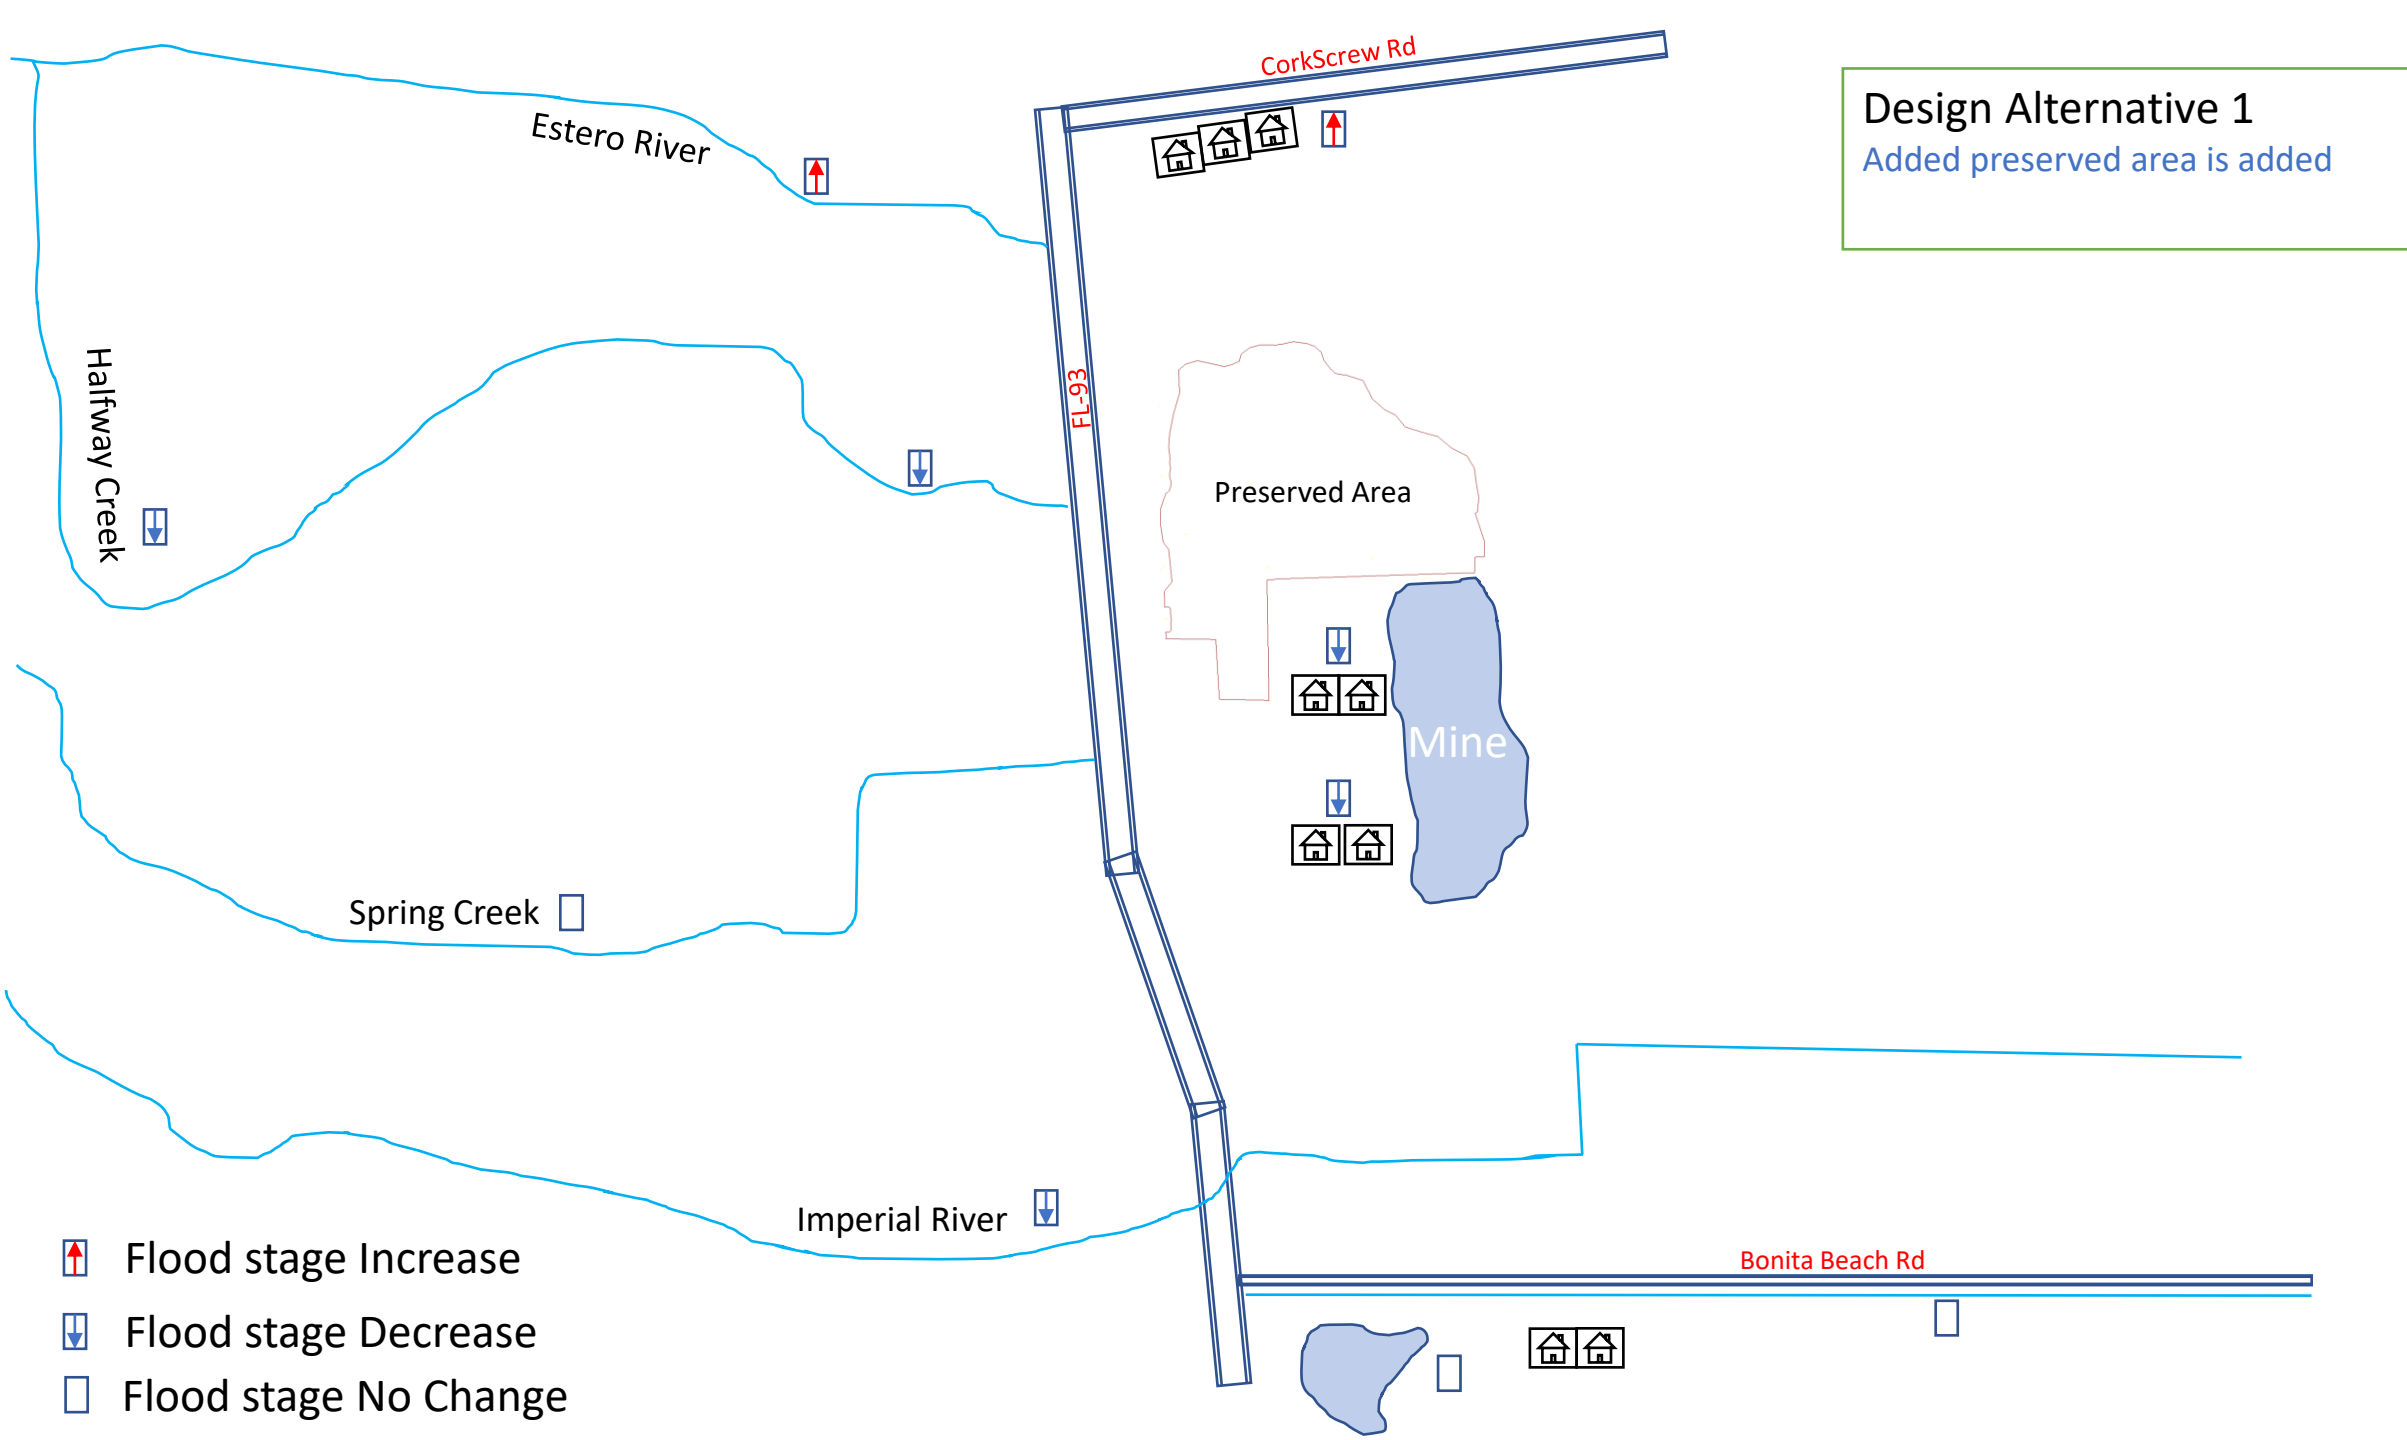 CorkScrew Rd
Design Alternative 1
Added preserved area is added
Estero River
Halfway Creek
FL-93
Preserved Area
Mine
Spring Creek
Imperial River
Bonita Beach Rd
Flood stage Increase
Flood stage Decrease
Flood stage No Change